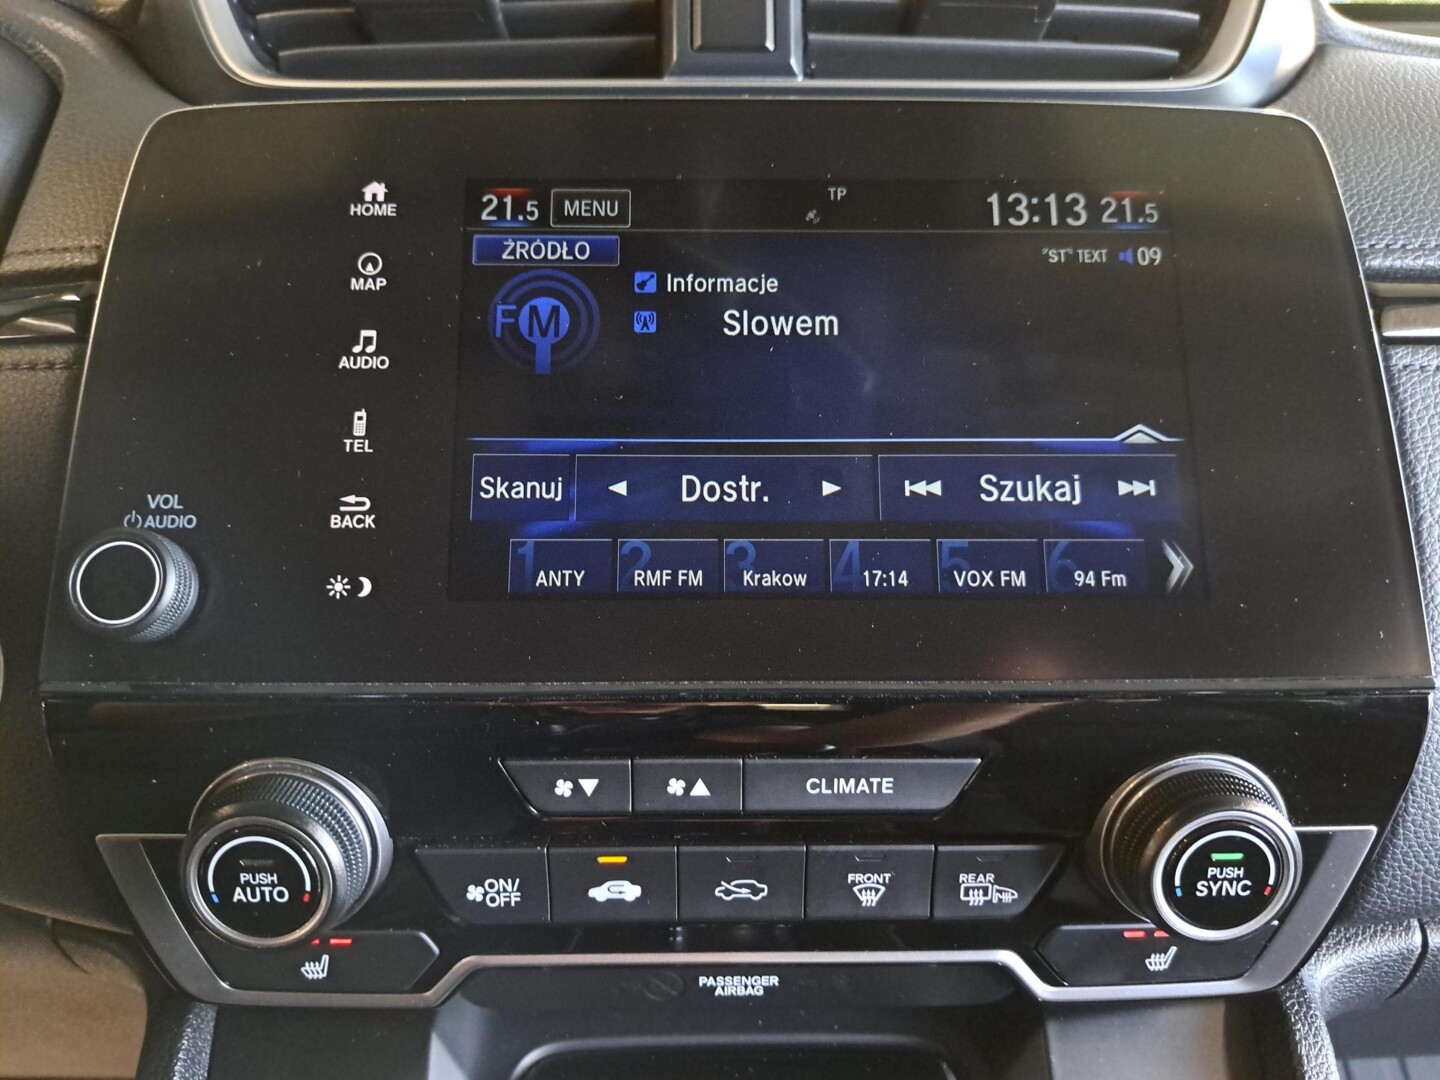 HOME
MAP
AUDIO
TEL
BACK
VOL
AUDIO
21.5 MENU TP 13:13 21.5
ŹRÓDŁO "ST" TEXT 09
FM
Informacje
Slowem
Skanuj Dostr. Szukaj
1 ANTY 2 RMF FM 3 Krakow 4 17:14 5 VOX FM 6 94 Fm
CLIMATE
PUSH
AUTO
ON/
OFF
FRONT
REAR
PUSH
SYNC
PASSENGER
AIRBAG